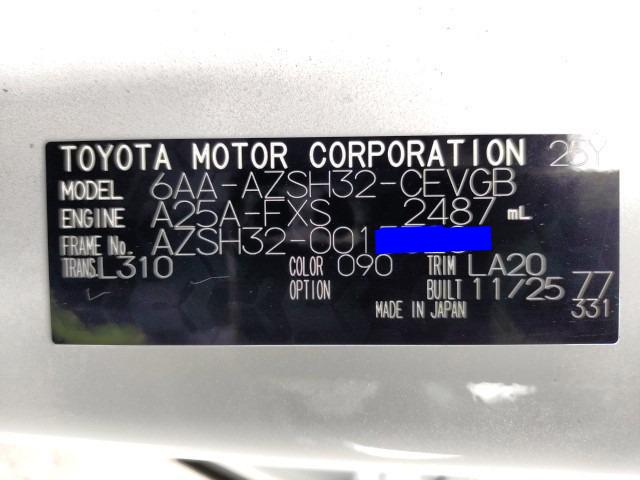 TOYOTA MOTOR CORPORATION 25Y
MODEL 6AA-AZSH32-CEVGB
ENGINE A25A-FXS 2487 mL
FRAME No. AZSH32-001
TRANS. L310 COLOR 090 TRIM LA20
OPTION BUILT 11/25 77
MADE IN JAPAN 331